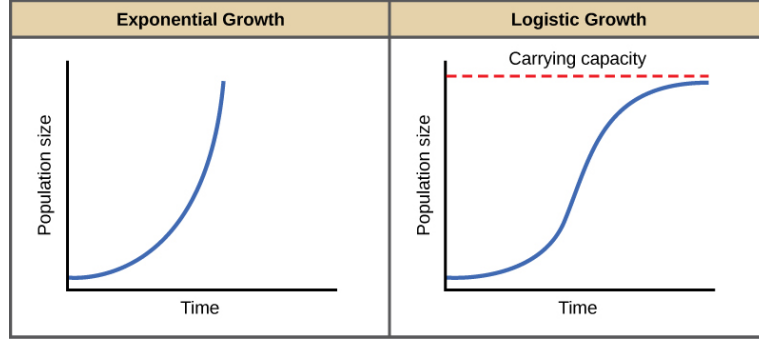 Exponential Growth
Population size
Time
Logistic Growth
Carrying capacity
Population size
Time